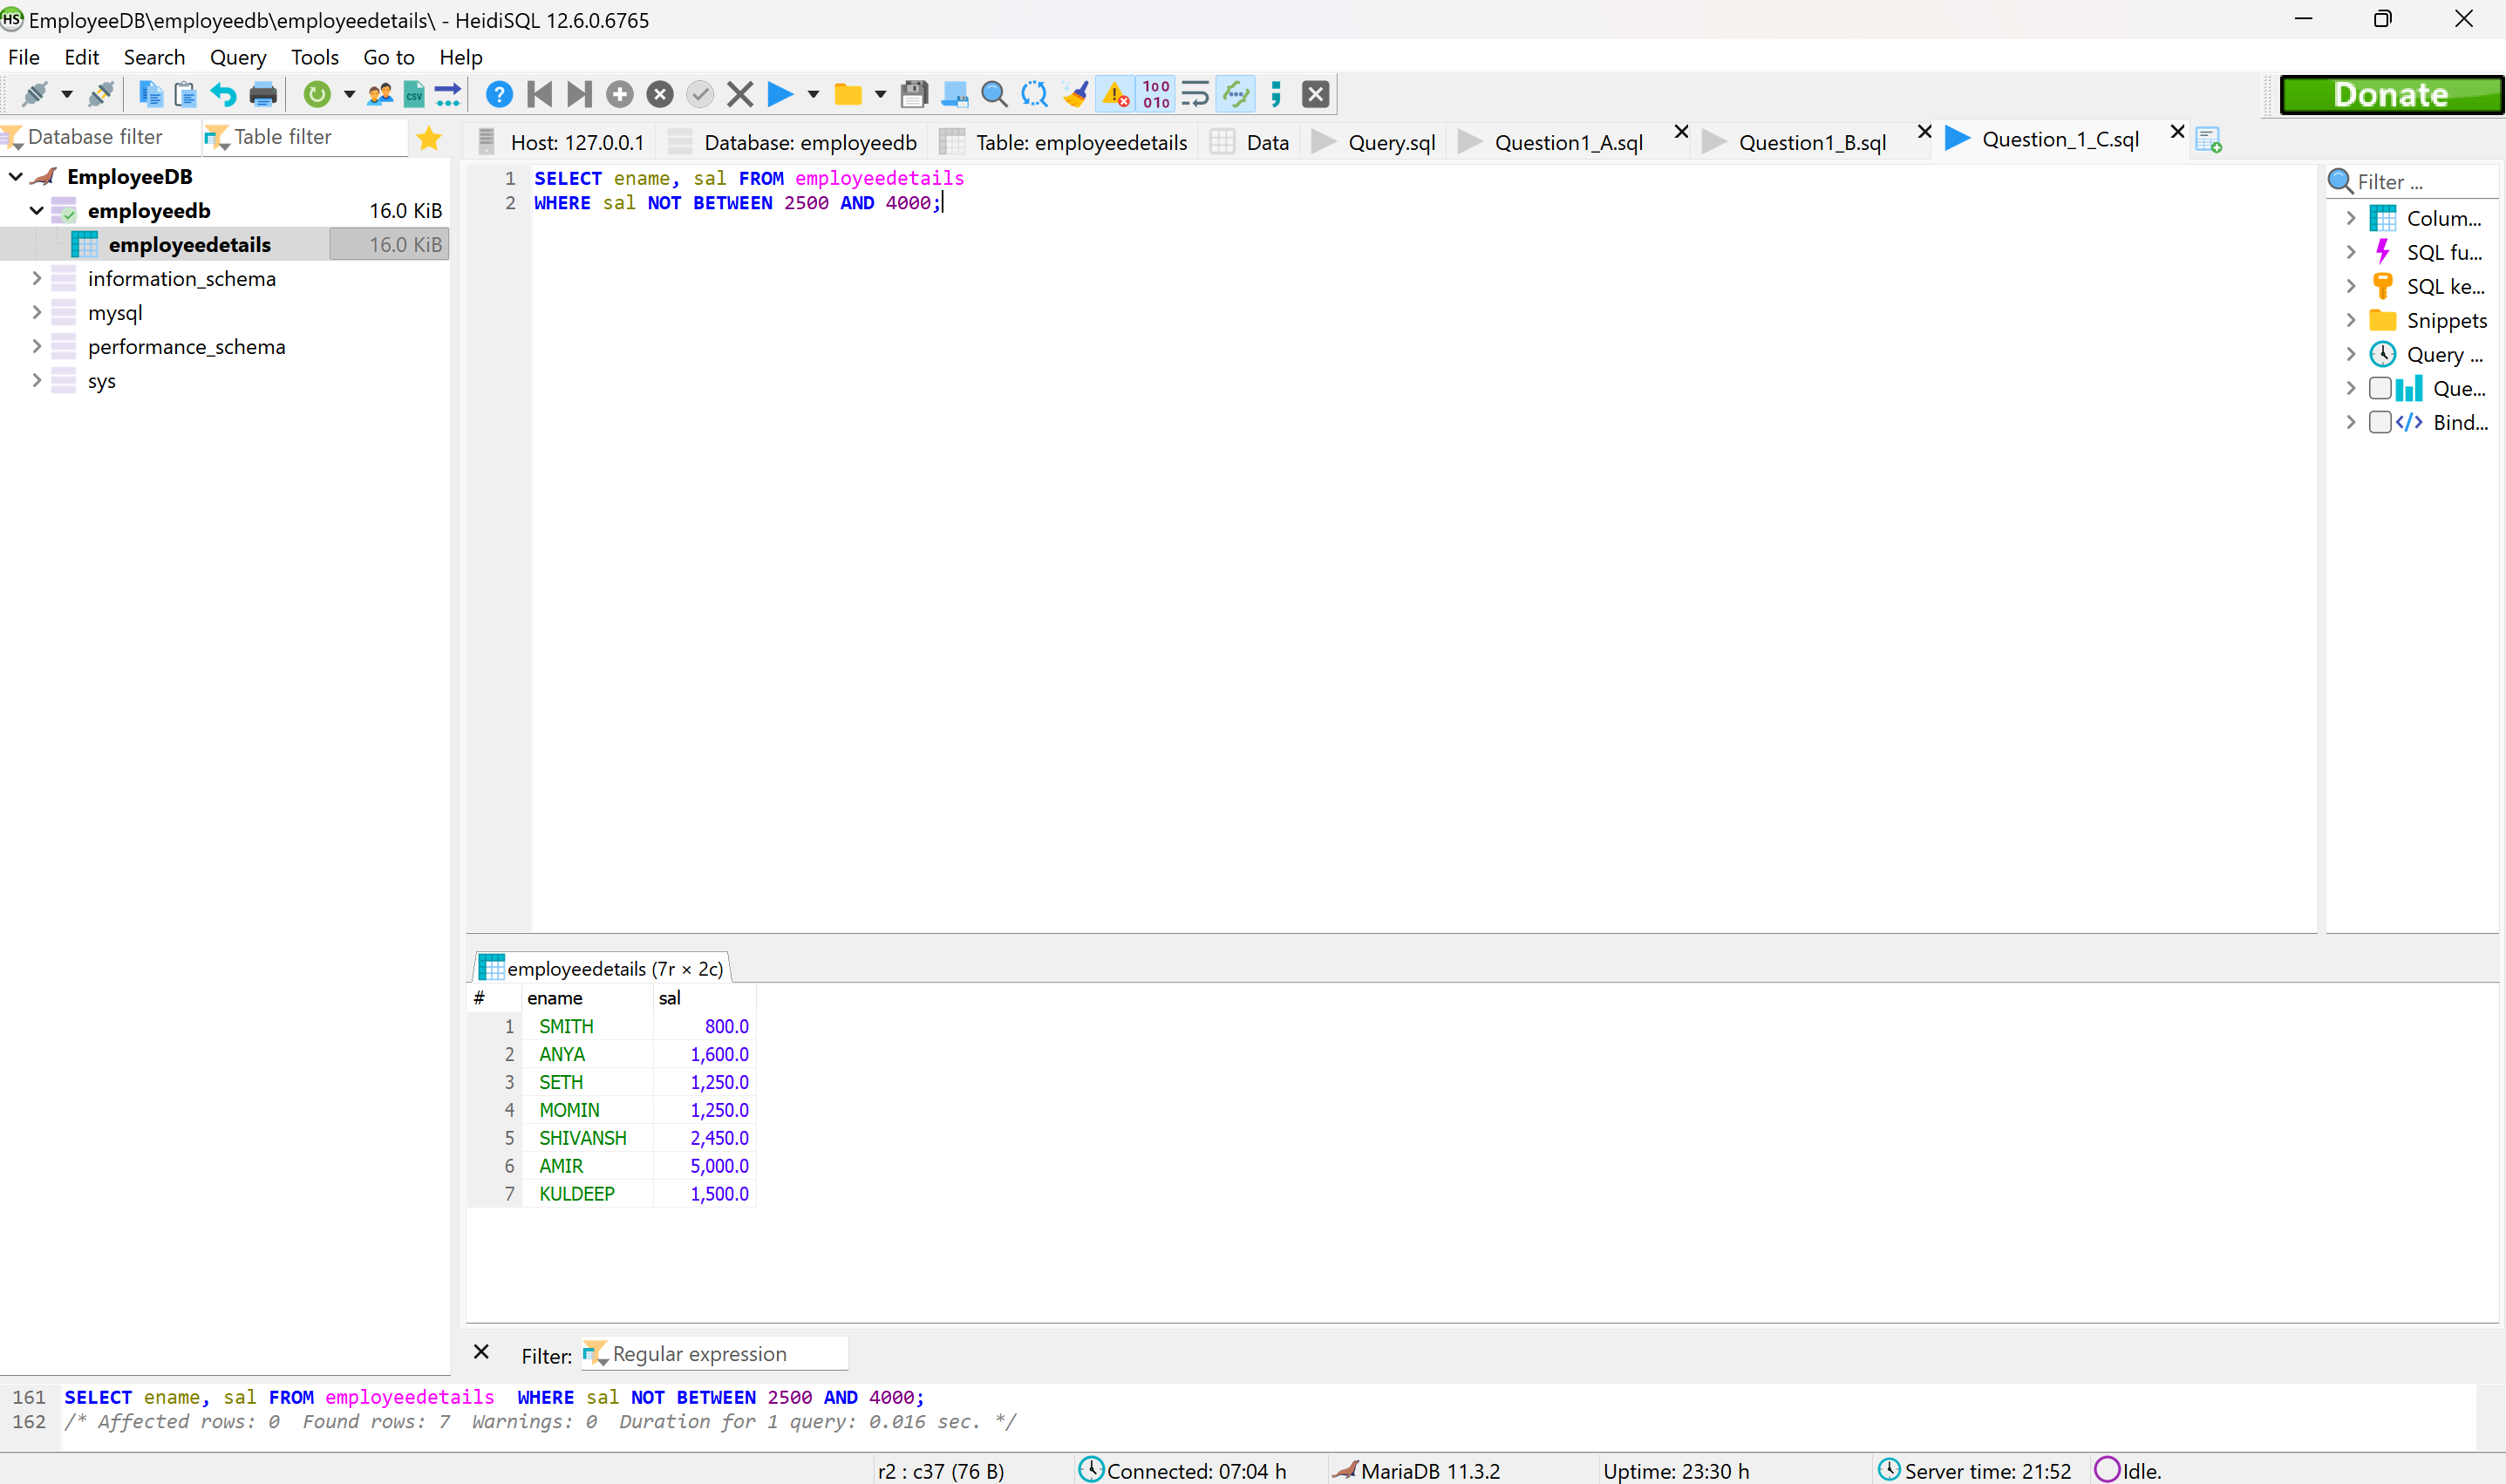 HS EmployeeDB\employeedb\employeedetails\ - HeidiSQL 12.6.0.6765
File Edit Search Query Tools Go to Help
CSV 100 010 Donate
Database filter Table filter
Host: 127.0.0.1 Database: employeedb Table: employeedetails Data Query.sql Question1_A.sql Question1_B.sql Question_1_C.sql
EmployeeDB
employeedb 16.0 KiB
employeedetails 16.0 KiB
information_schema
mysql
performance_schema
sys
1 SELECT ename, sal FROM employeedetails
2 WHERE sal NOT BETWEEN 2500 AND 4000;
Filter ...
Colum...
SQL fu...
SQL ke...
Snippets
Query ...
Que...
Bind...
employeedetails (7r × 2c)
# ename sal
1 SMITH 800.0
2 ANYA 1,600.0
3 SETH 1,250.0
4 MOMIN 1,250.0
5 SHIVANSH 2,450.0
6 AMIR 5,000.0
7 KULDEEP 1,500.0
Filter: Regular expression
161 SELECT ename, sal FROM employeedetails WHERE sal NOT BETWEEN 2500 AND 4000;
162 /* Affected rows: 0 Found rows: 7 Warnings: 0 Duration for 1 query: 0.016 sec. */
r2 : c37 (76 B) Connected: 07:04 h MariaDB 11.3.2 Uptime: 23:30 h Server time: 21:52 Idle.